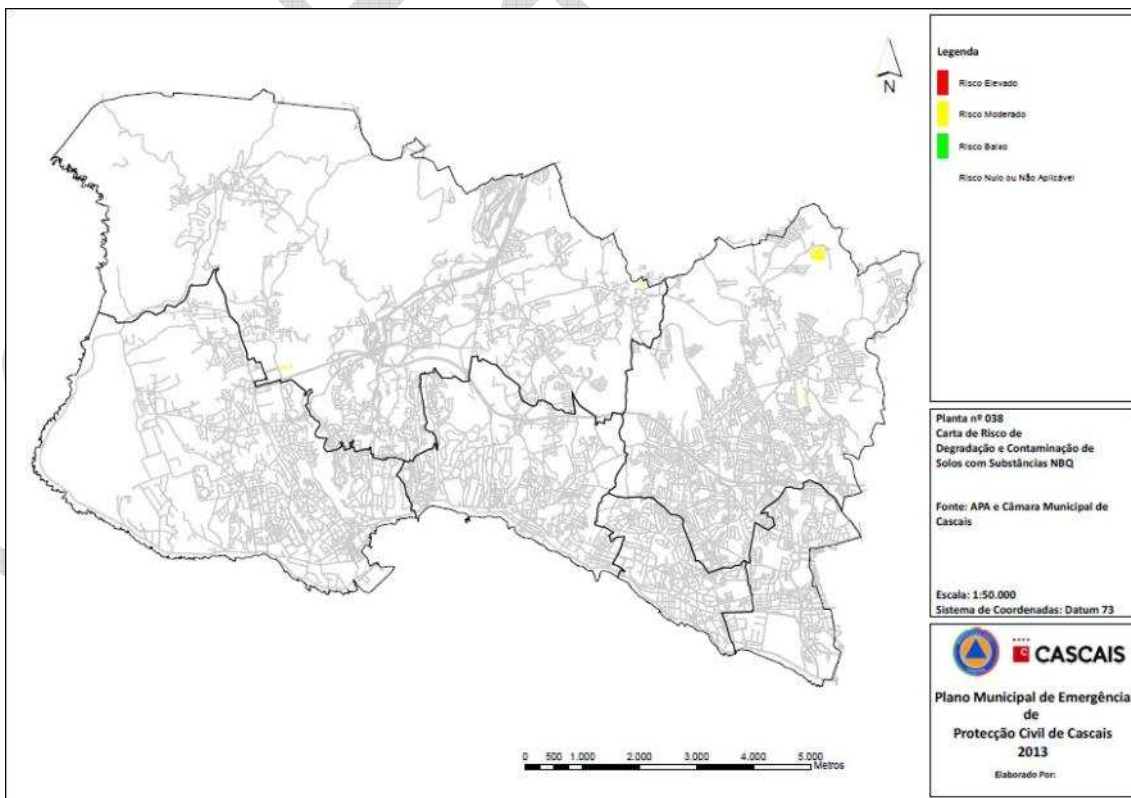 N
Legenda
Risco Elevado
Risco Moderado
Risco Baixo
Risco Nulo ou Não Aplicável
Planta nº 038
Carta de Risco de
Degradação e Contaminação de
Solos com Substâncias NBQ
Fonte: APA e Câmara Municipal de
Cascais
Escala: 1:50.000
Sistema de Coordenadas: Datum 73
C CASCAIS
Plano Municipal de Emergência
de
Protecção Civil de Cascais
2013
Elaborado Por:
0 500 1.000 2.000 3.000 4.000 5.000
Metros